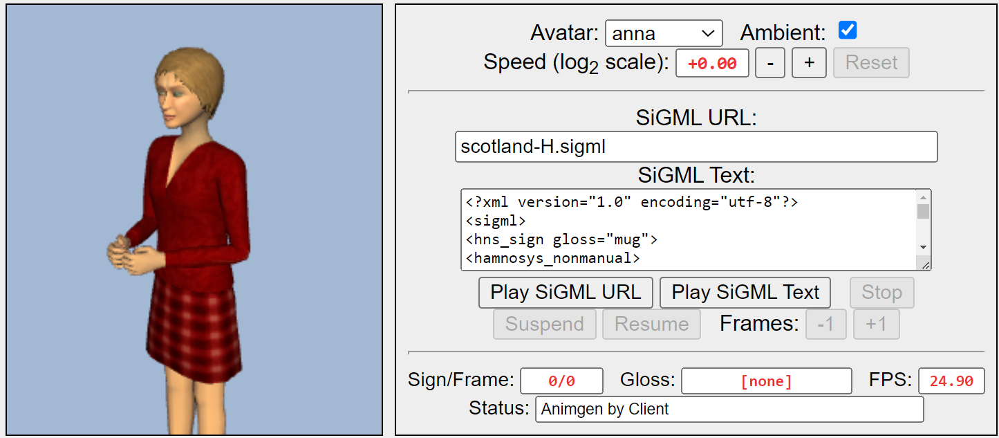 Avatar: anna Ambient:
Speed (log2 scale): +0.00 - + Reset
SiGML URL:
scotland-H.sigml
SiGML Text:
<?xml version="1.0" encoding="utf-8"?>
<sigml>
<hns_sign gloss="mug">
<hamnosys_nonmanual>
Play SiGML URL Play SiGML Text Stop
Suspend Resume Frames: -1 +1
Sign/Frame: 0/0 Gloss: [none] FPS: 24.90
Status: Animgen by Client